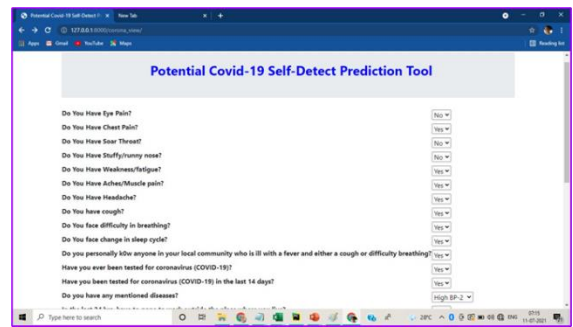 Potential Covid-19 Self-Detect P
New Tab
127.0.0.1:8000/corona_view/
Apps Gmail YouTube Maps Reading list
Potential Covid-19 Self-Detect Prediction Tool
Do You Have Eye Pain? No
Do You Have Chest Pain? Yes
Do You Have Soar Throat? No
Do You Have Stuffy/runny nose? No
Do You Have Weakness/fatigue? Yes
Do You Have Aches/Muscle pain? Yes
Do You Have Headache? Yes
Do You have cough? Yes
Do You face difficulty in breathing? Yes
Do You face change in sleep cycle? Yes
Do you personally k0w anyone in your local community who is ill with a fever and either a cough or difficulty breathing? Yes
Have you ever been tested for coronavirus (COVID-19)? Yes
Have you been tested for coronavirus (COVID-19) in the last 14 days? Yes
Do you have any mentioned diseases? High BP-2
Type here to search
28°C ENG
07:15
11-07-2021